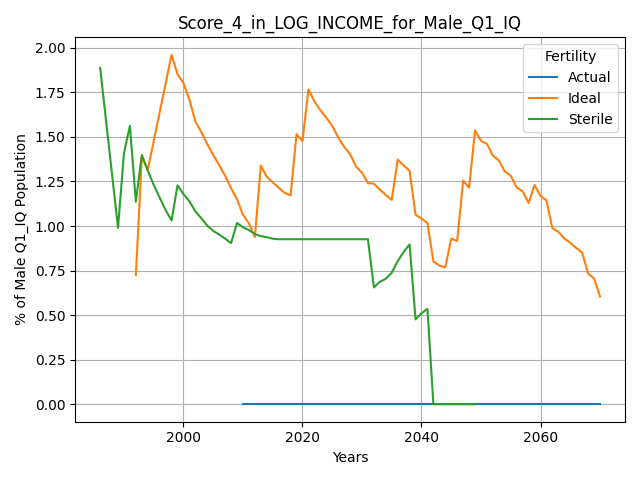 Score_4_in_LOG_INCOME_for_Male_Q1_IQ
Fertility
Actual
Ideal
Sterile
% of Male Q1_IQ Population
2.00
1.75
1.50
1.25
1.00
0.75
0.50
0.25
0.00
2000
2020
2040
2060
Years